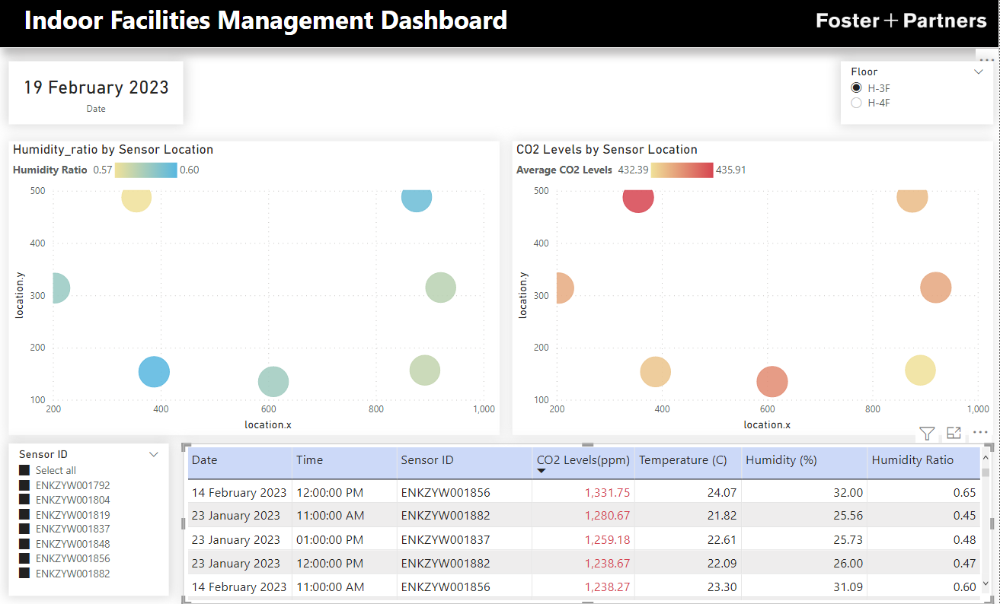 Indoor Facilities Management Dashboard
Foster + Partners
19 February 2023
Date
Floor
H-3F
H-4F
Humidity_ratio by Sensor Location
Humidity Ratio 0.57 0.60
500
400
300
200
100
location.y
200 400 600 800 1,000
location.x
CO2 Levels by Sensor Location
Average CO2 Levels 432.39 435.91
500
400
300
200
100
location.y
200 400 600 800 1,000
location.x
Sensor ID
Select all
ENKZYW001792
ENKZYW001804
ENKZYW001819
ENKZYW001837
ENKZYW001848
ENKZYW001856
ENKZYW001882
Date Time Sensor ID CO2 Levels(ppm) Temperature (C) Humidity (%) Humidity Ratio
14 February 2023 12:00:00 PM ENKZYW001856 1,331.75 24.07 32.00 0.65
23 January 2023 11:00:00 AM ENKZYW001882 1,280.67 21.82 25.56 0.45
23 January 2023 01:00:00 PM ENKZYW001837 1,259.18 22.61 25.73 0.48
23 January 2023 12:00:00 PM ENKZYW001882 1,238.67 22.09 26.00 0.47
14 February 2023 11:00:00 AM ENKZYW001856 1,238.27 23.30 31.09 0.60